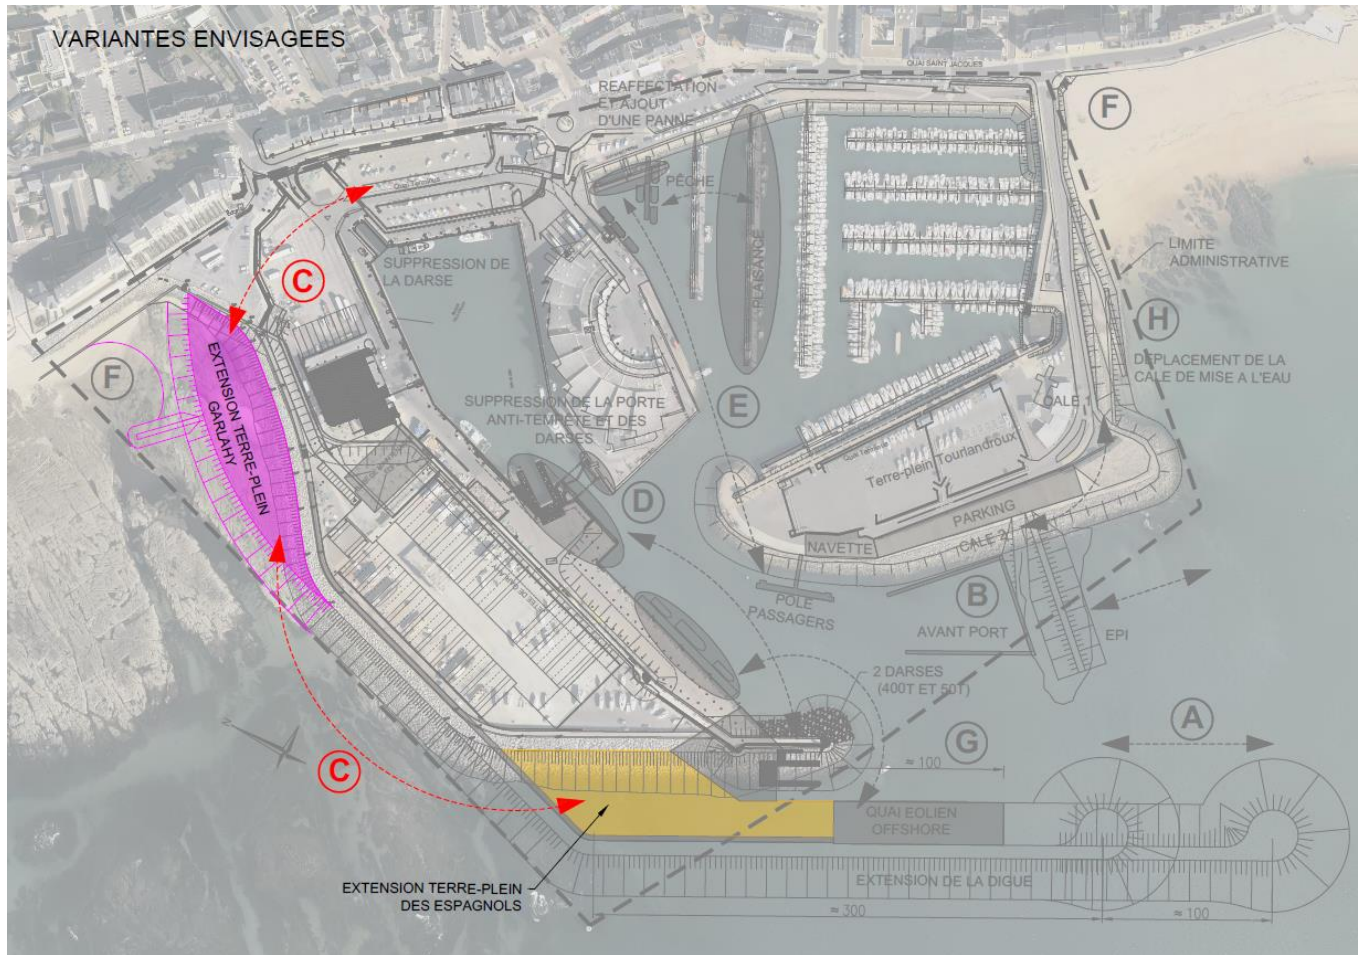 VARIANTES ENVISAGEES
QUAI SAINT JACQUES
REAFFECTATION
ET AJOUT
D'UNE PANNE
F
PÊCHE
PLAISANCE
C
SUPPRESSION DE
LA DARSE
LIMITE
ADMINISTRATIVE
H
DEPLACEMENT DE LA
CALE DE MISE A L'EAU
F
EXTENSION TERRE-PLEIN
GARLAHY
SUPPRESSION DE LA PORTE
ANTI-TEMPÊTE ET DES
DARSES
E
CALE 1
Terre-plein Tourlandroux
D
PARKING
NAVETTE
CALE 2
POLE
PASSAGERS
B
AVANT PORT
EPI
2 DARSES
(400T ET 50T)
A
G
≈ 100
C
QUAI EOLIEN
OFFSHORE
EXTENSION TERRE-PLEIN
DES ESPAGNOLS
EXTENSION DE LA DIGUE
≈ 300
≈ 100